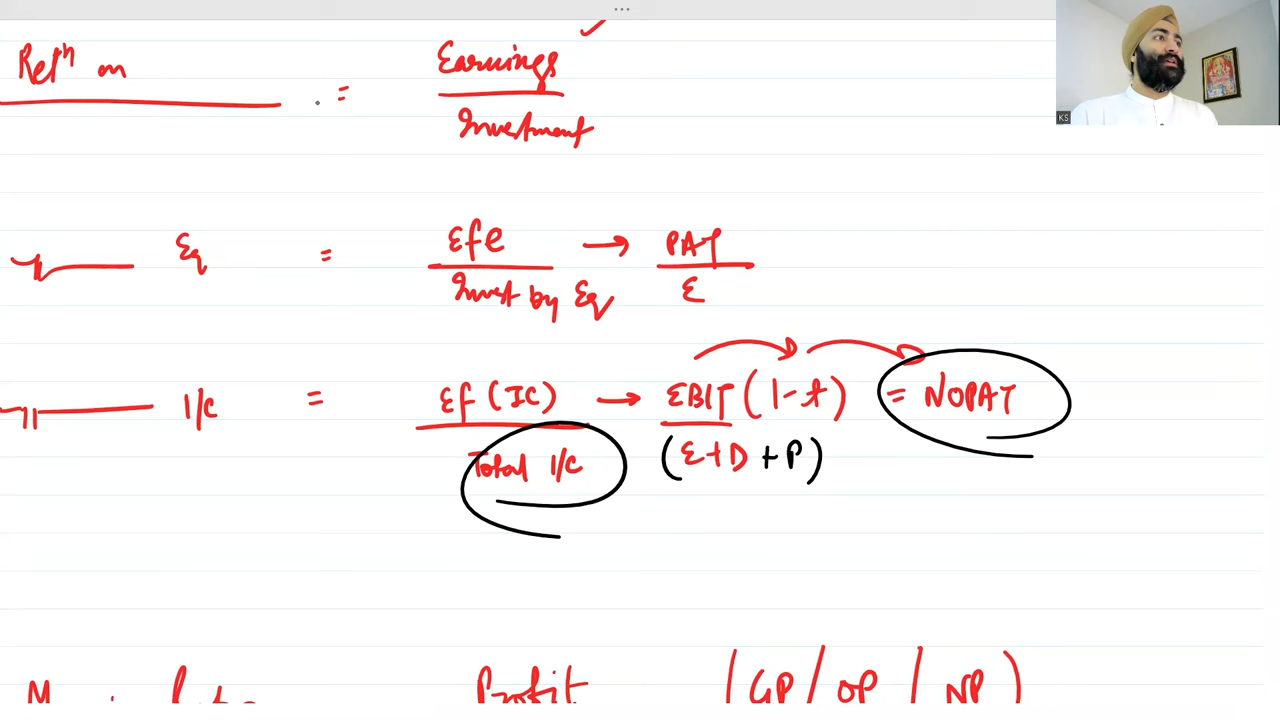 Retn on = Earnings / Investment
Eq = Efe / Invest by Eq → PAT / E
I/C = Ef (IC) / Total I/C → EBIT (1-t) / (E+D+P) = NOPAT
Profit (GP / OP / NP)
KS